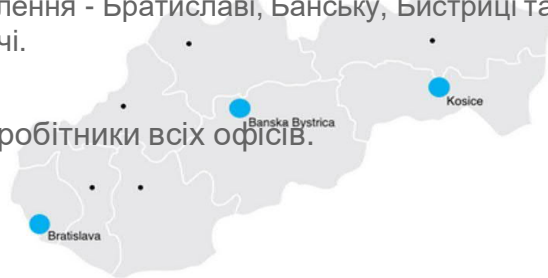 лення - Братиславі, Банську, Бистриці та
чі.
Kosice
Banska Bystrica
робітники всіх офісів.
Bratislava